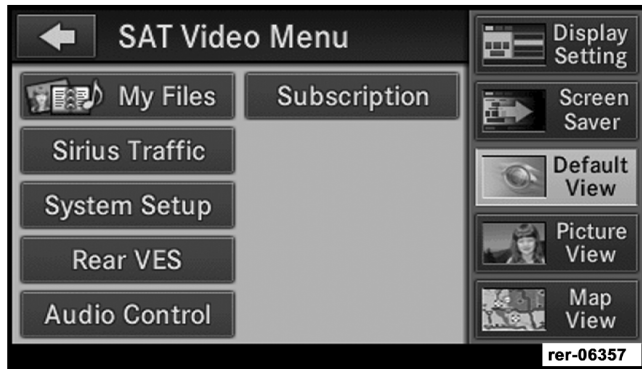 SAT Video Menu
My Files
Subscription
Sirius Traffic
System Setup
Rear VES
Audio Control
Display
Setting
Screen
Saver
Default
View
Picture
View
Map
View
rer-06357